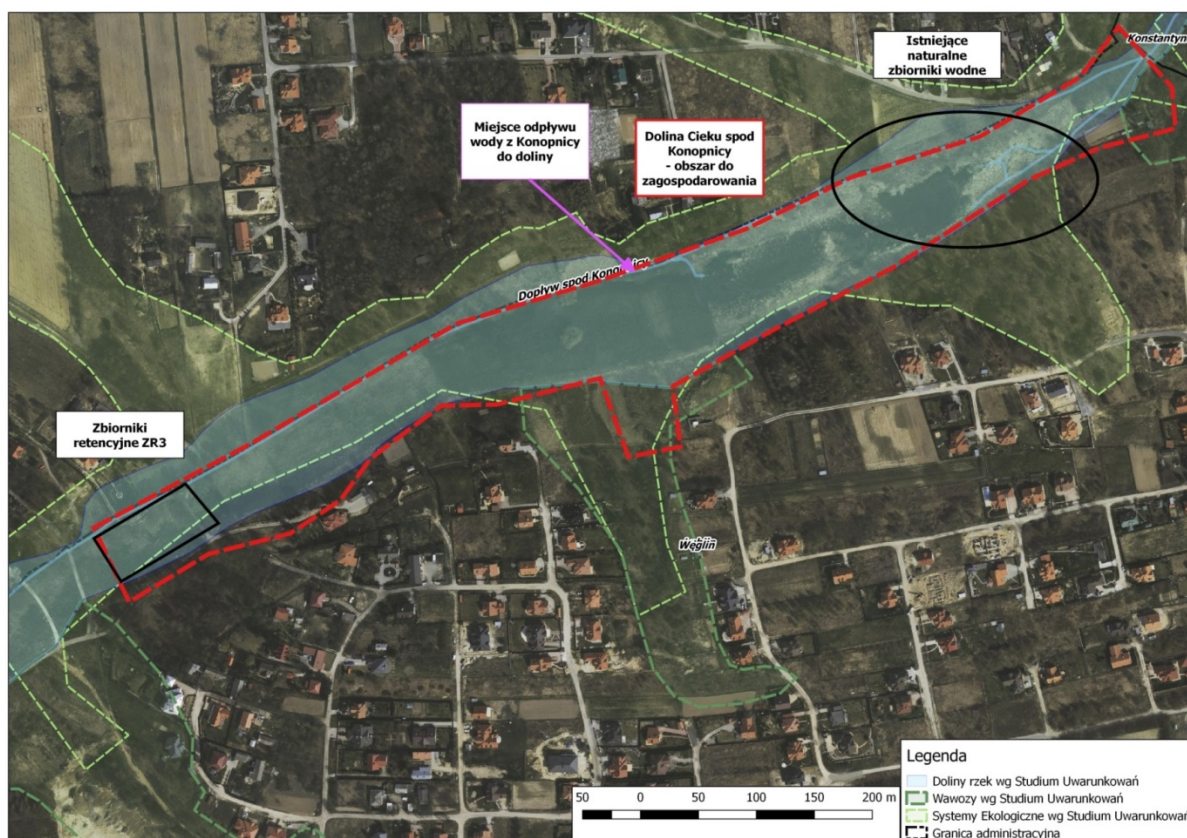 Istniejące
naturalne
zbiorniki wodne
Konstantyn
Miejsce odpływu
wody z Konopnicy
do doliny
Dolina Cieku spod
Konopnicy
- obszar do
zagospodarowania
Dopływ spod Konopnicy
Zbiorniki
retencyjne ZR3
Węglin
Legenda
Doliny rzek wg Studium Uwarunkowań
Wąwozy wg Studium Uwarunkowań
Systemy Ekologiczne wg Studium Uwarunkowań
Granica administracyjna
50 0 50 100 150 200 m